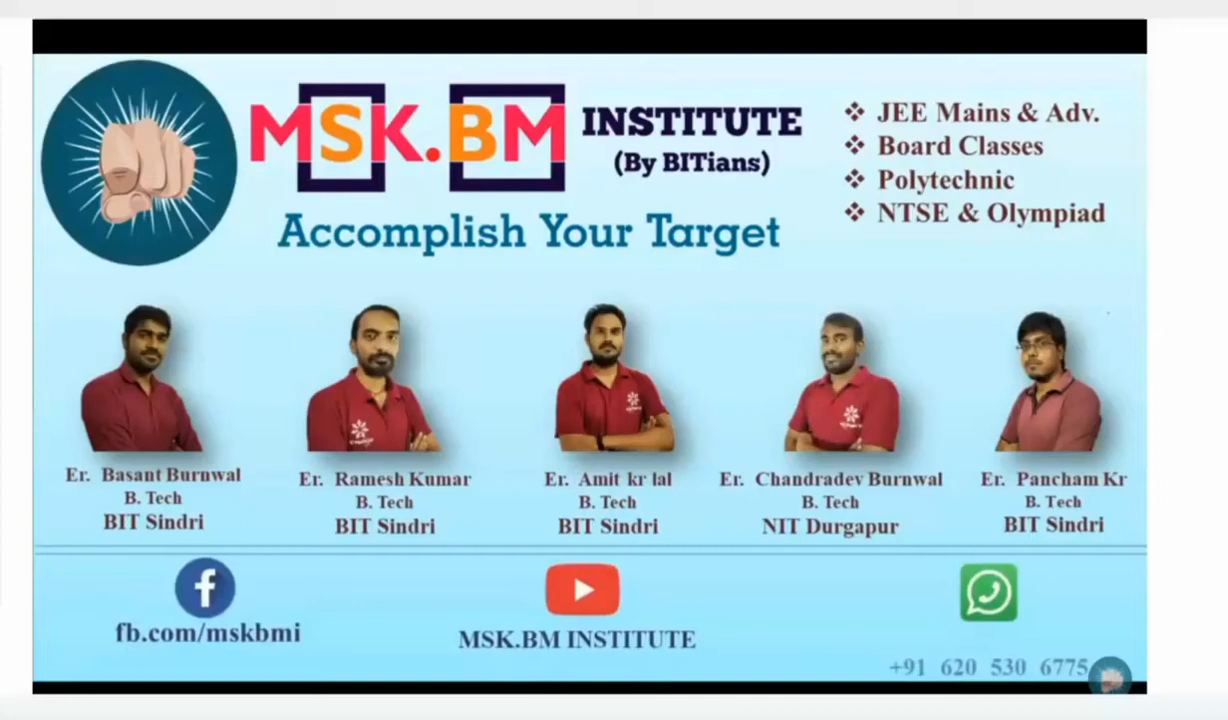 MSK.BM INSTITUTE
(By BITians)
Accomplish Your Target
❖ JEE Mains & Adv.
❖ Board Classes
❖ Polytechnic
❖ NTSE & Olympiad
Er. Basant Burnwal
B. Tech
BIT Sindri
Er. Ramesh Kumar
B. Tech
BIT Sindri
Er. Amit kr lal
B. Tech
BIT Sindri
Er. Chandradev Burnwal
B. Tech
NIT Durgapur
Er. Pancham Kr
B. Tech
BIT Sindri
fb.com/mskbmi
MSK.BM INSTITUTE
+91 620 530 6775